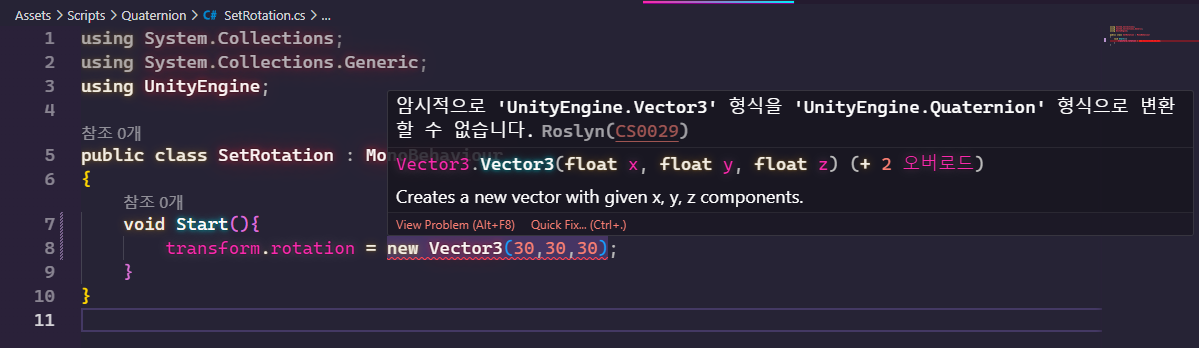 Assets > Scripts > Quaternion > C# SetRotation.cs > ...
1 using System.Collections;
2 using System.Collections.Generic;
3 using UnityEngine;
4
암시적으로 'UnityEngine.Vector3' 형식을 'UnityEngine.Quaternion' 형식으로 변환
할 수 없습니다. Roslyn(CS0029)
참조 0개
5 public class SetRotation : MonoBehaviour
Vector3.Vector3(float x, float y, float z) (+ 2 오버로드)
6 {
Creates a new vector with given x, y, z components.
참조 0개
View Problem (Alt+F8) Quick Fix... (Ctrl+.)
7 void Start(){
8 transform.rotation = new Vector3(30,30,30);
9 }
10 }
11